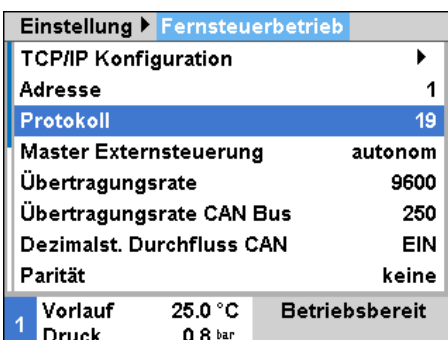 Einstellung ▶ Fernsteuerbetrieb
TCP/IP Konfiguration ▶
Adresse 1
Protokoll 19
Master Externsteuerung autonom
Übertragungsrate 9600
Übertragungsrate CAN Bus 250
Dezimalst. Durchfluss CAN EIN
Parität keine
1 Vorlauf 25.0 °C Betriebsbereit
Druck 0.8 bar